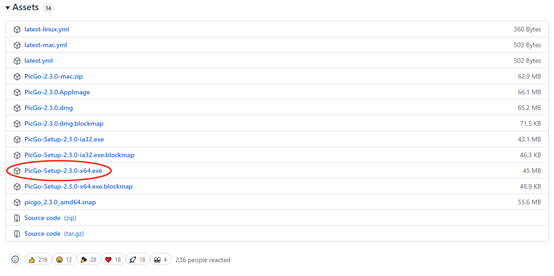 Assets 14
latest-linux.yml 360 Bytes
latest-mac.yml 503 Bytes
latest.yml 502 Bytes
PicGo-2.3.0-mac.zip 62.9 MB
PicGo-2.3.0.AppImage 66.1 MB
PicGo-2.3.0.dmg 65.2 MB
PicGo-2.3.0.dmg.blockmap 71.5 KB
PicGo-Setup-2.3.0-ia32.exe 43.1 MB
PicGo-Setup-2.3.0-ia32.exe.blockmap 46.3 KB
PicGo-Setup-2.3.0-x64.exe 45 MB
PicGo-Setup-2.3.0-x64.exe.blockmap 48.9 KB
picgo_2.3.0_amd64.snap 55.6 MB
Source code (zip)
Source code (tar.gz)
216 12 28 18 18 4 236 people reacted